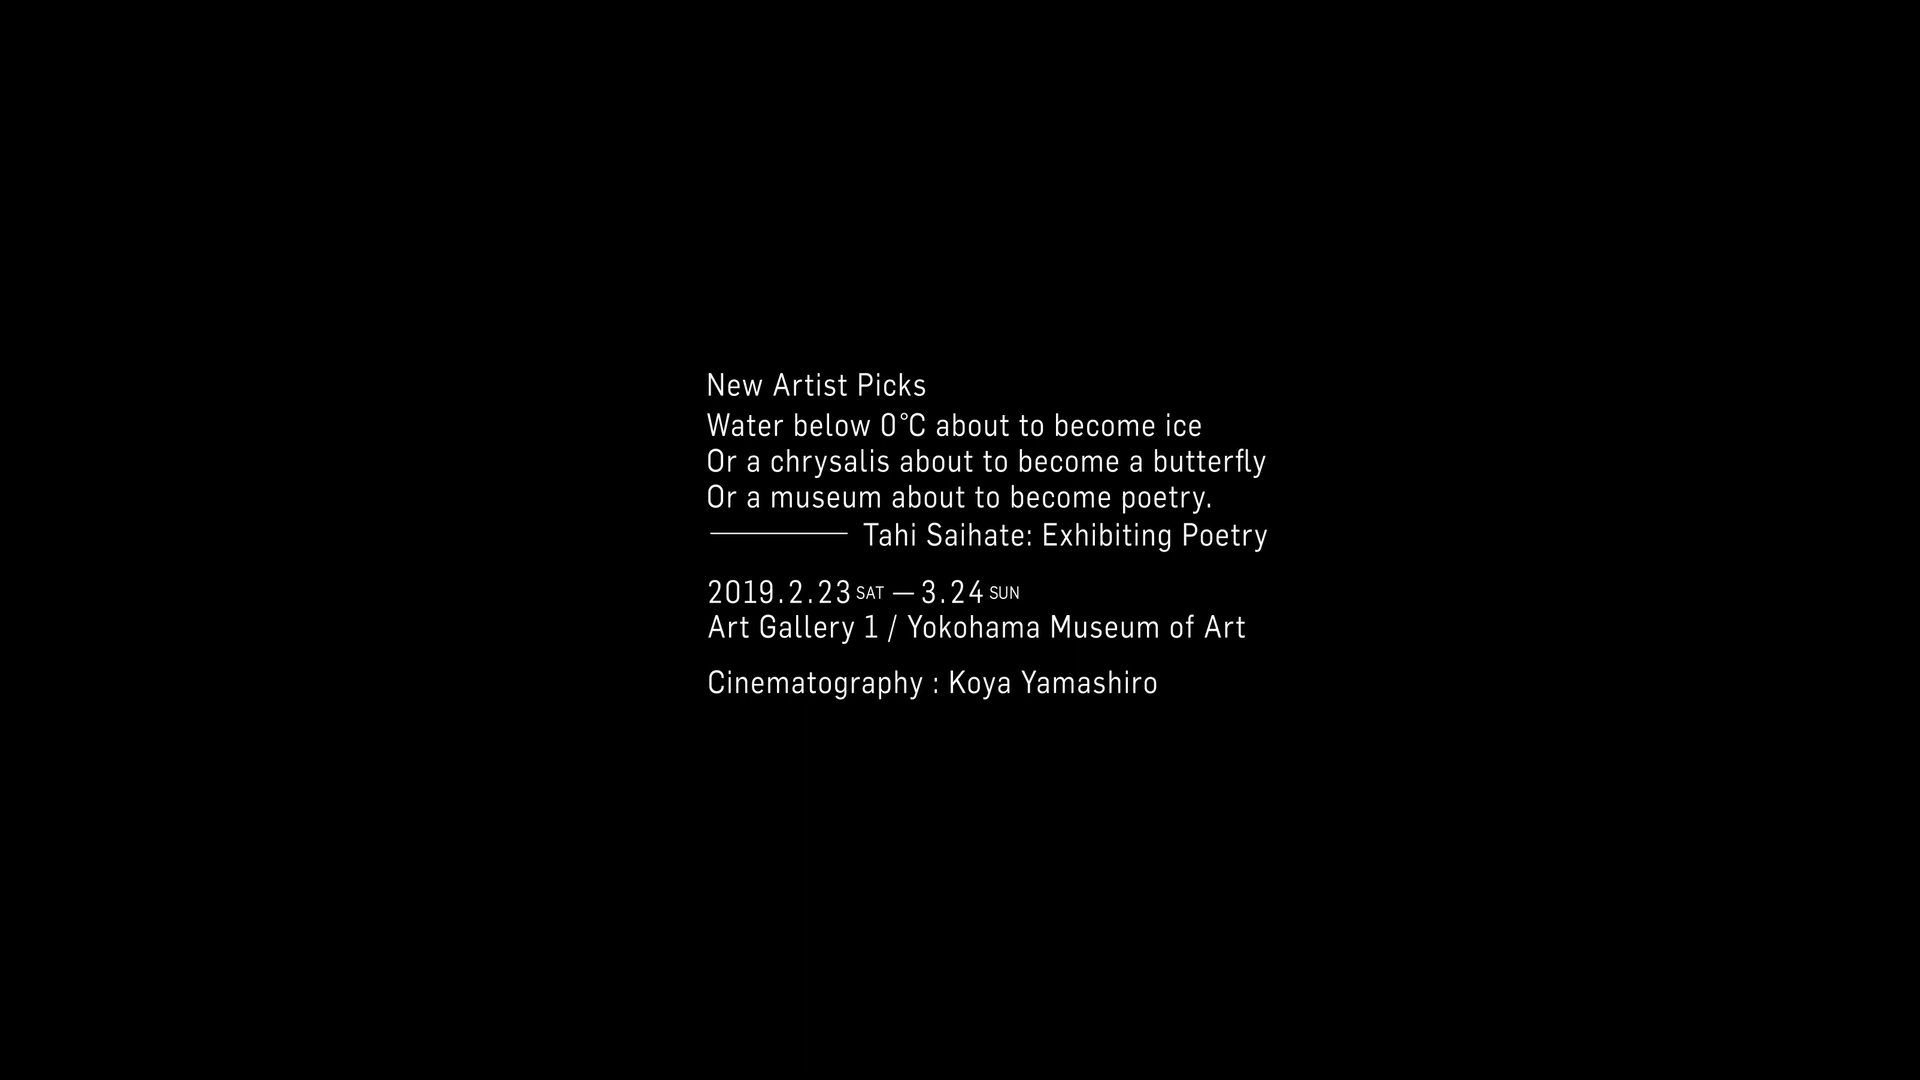 New Artist Picks
Water below 0℃ about to become ice
Or a chrysalis about to become a butterfly
Or a museum about to become poetry.
——— Tahi Saihate: Exhibiting Poetry
2019.2.23 SAT — 3.24 SUN
Art Gallery 1 / Yokohama Museum of Art
Cinematography : Koya Yamashiro